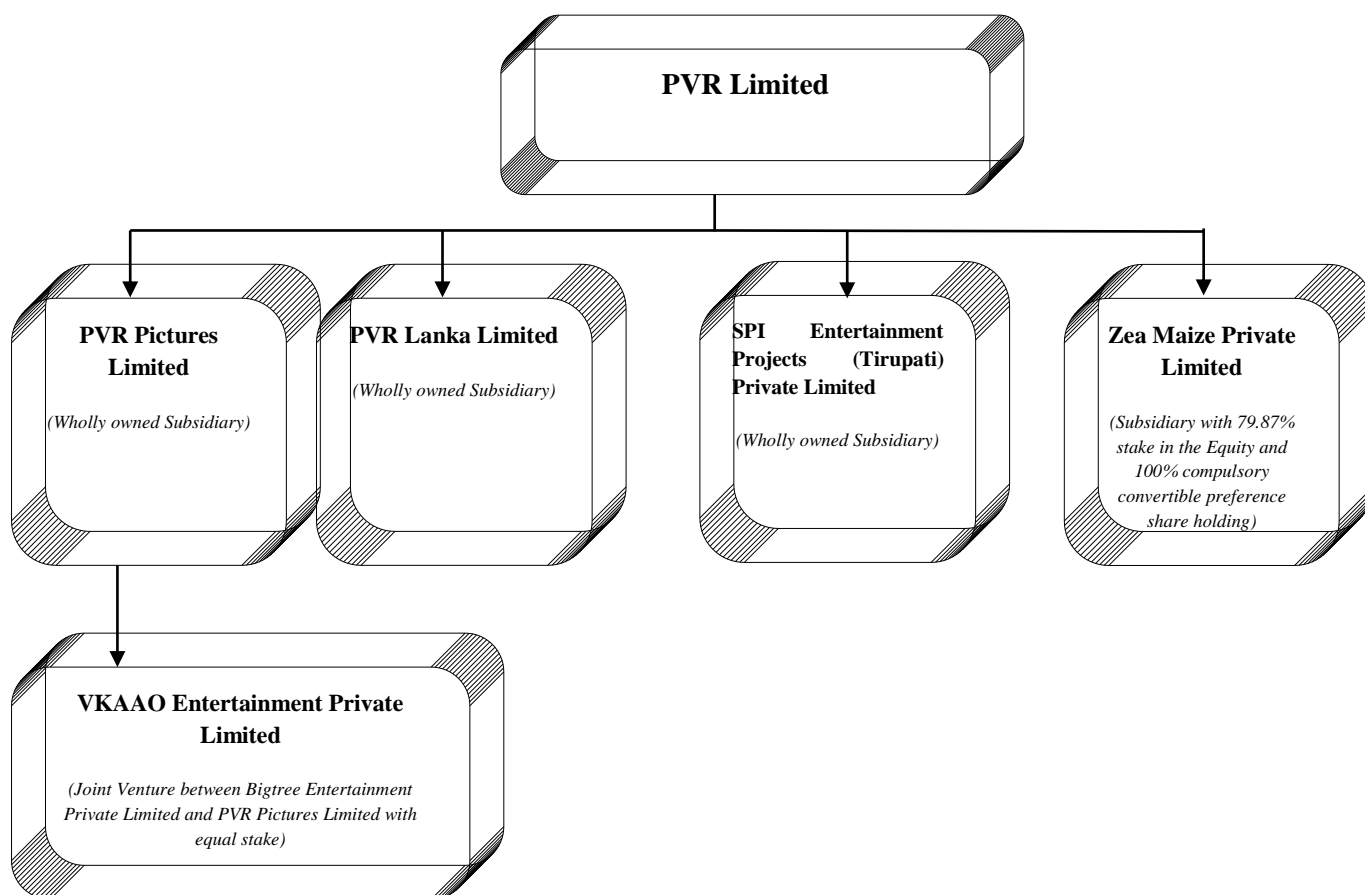 PVR Limited
PVR Pictures
Limited
(Wholly owned Subsidiary)
PVR Lanka Limited
(Wholly owned Subsidiary)
SPI Entertainment
Projects (Tirupati)
Private Limited
(Wholly owned Subsidiary)
Zea Maize Private
Limited
(Subsidiary with 79.87%
stake in the Equity and
100% compulsory
convertible preference
share holding)
VKAAO Entertainment Private
Limited
(Joint Venture between Bigtree Entertainment
Private Limited and PVR Pictures Limited with
equal stake)